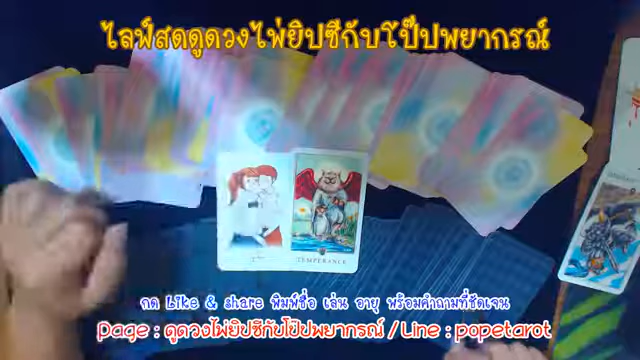 ไลฟ์สดดูดวงไพ่ยิปซีกับโป๊ปพยากรณ์
TEMPERANCE
กด Like & share พิมพ์ชื่อ เล่น อายุ พร้อมคำถามที่ชัดเจน
Page : ดูดวงไพ่ยิปซีกับโป๊ปพยากรณ์ / Line : popetarot